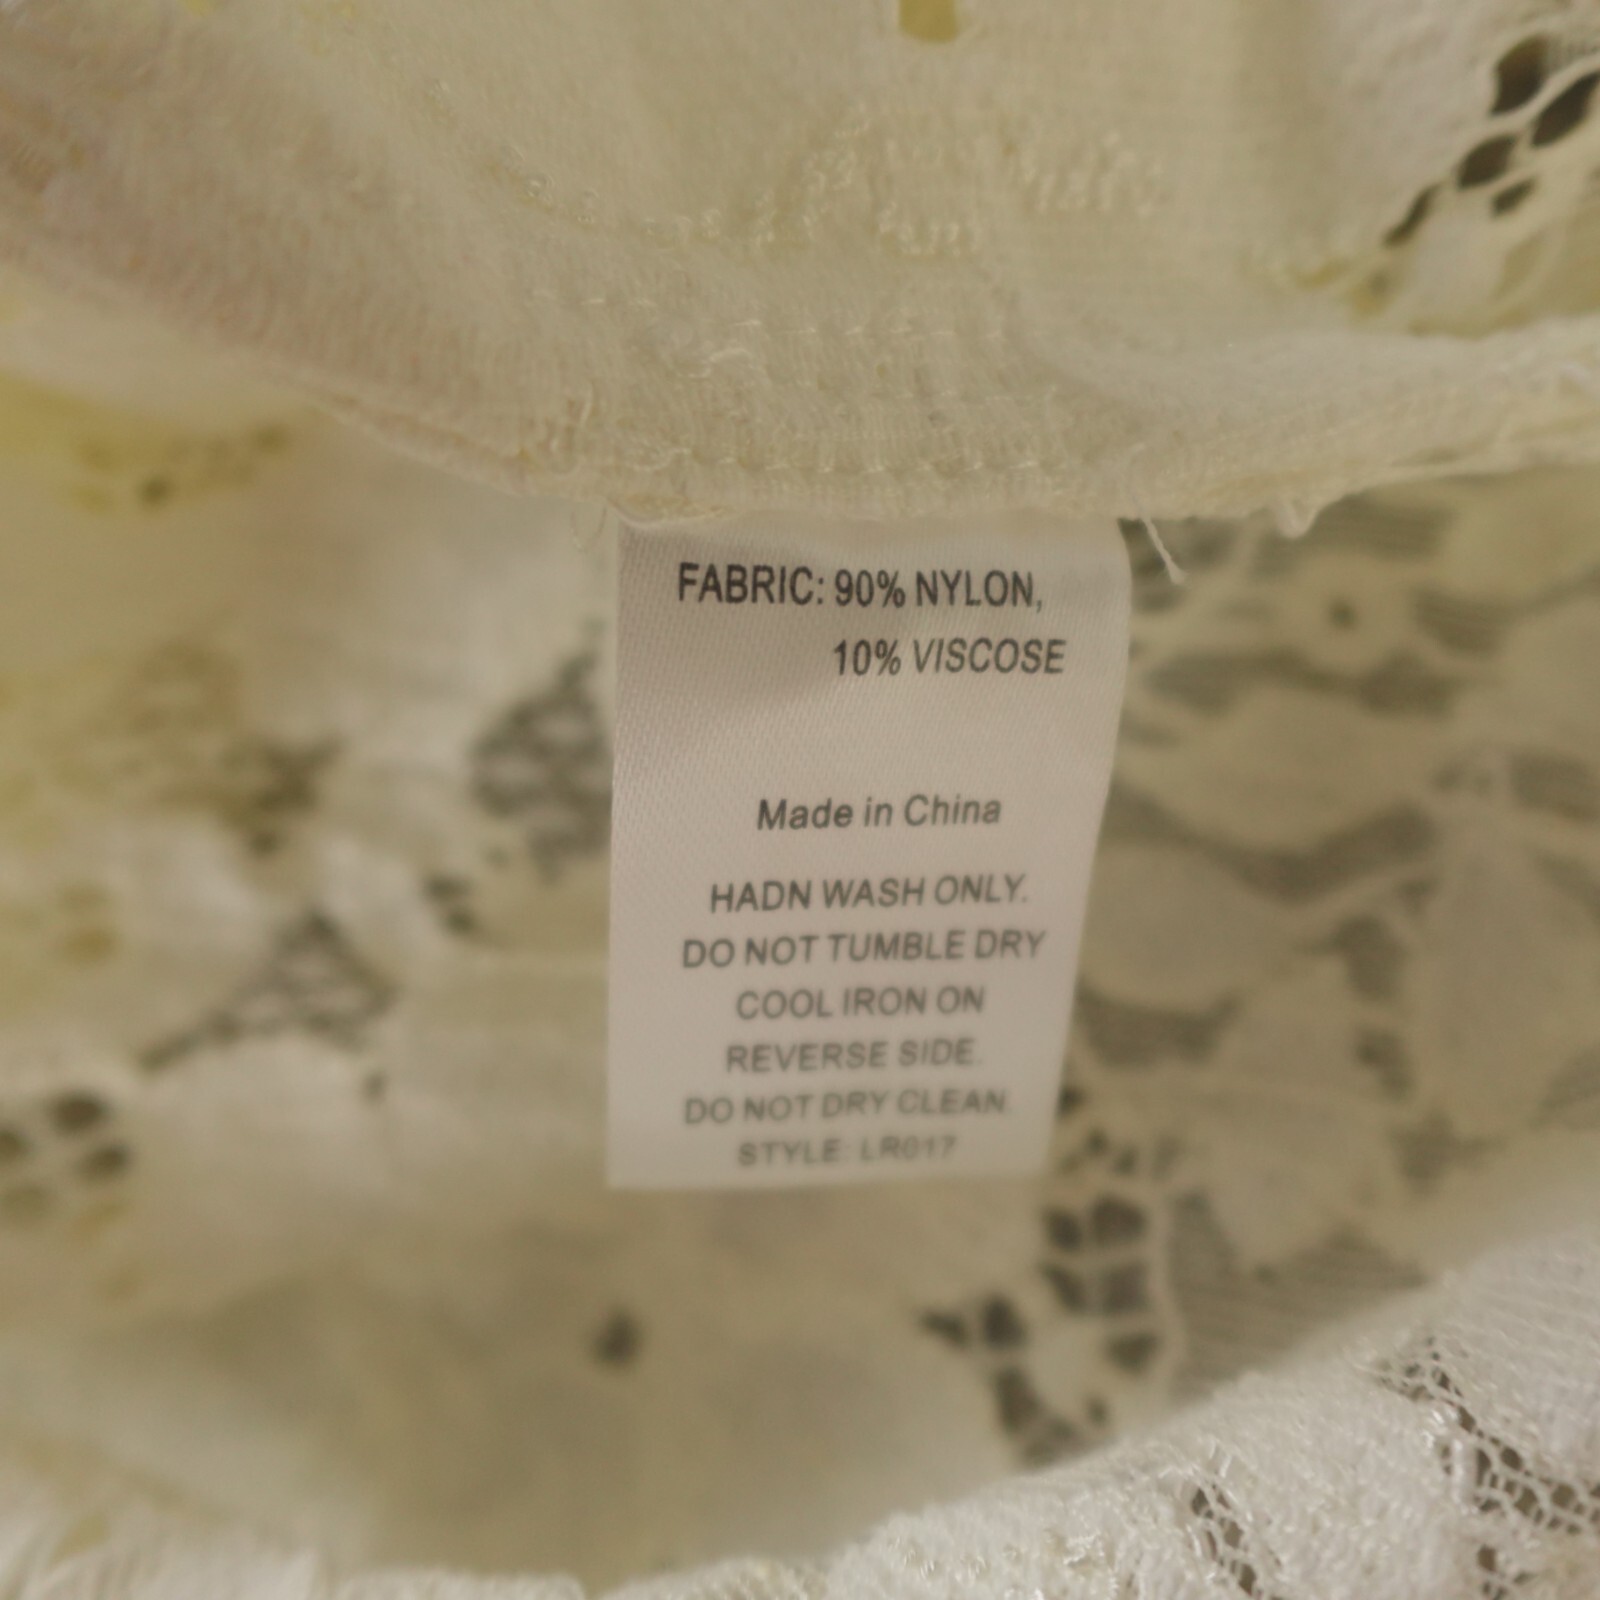 FABRIC: 90% NYLON,
10% VISCOSE
Made in China
HADN WASH ONLY.
DO NOT TUMBLE DRY
COOL IRON ON
REVERSE SIDE.
DO NOT DRY CLEAN.
STYLE: LR017